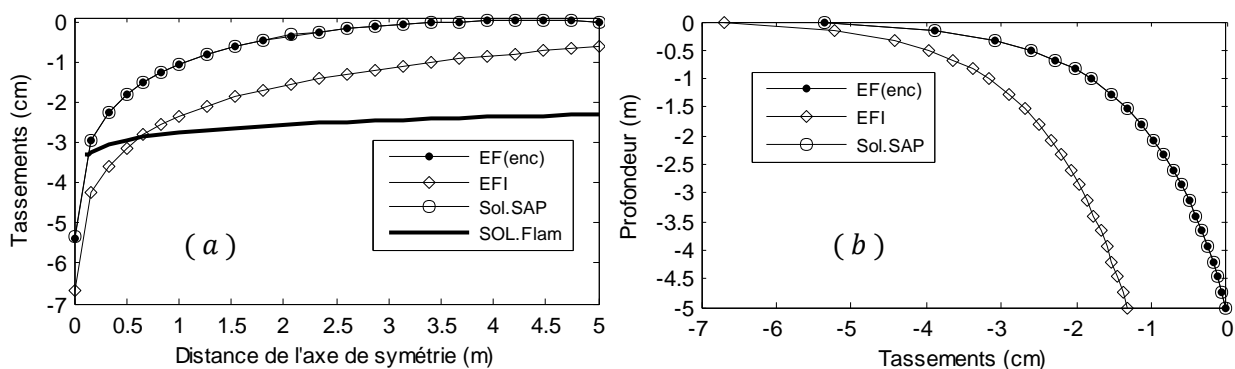 0
-1
-2
-3
-4
-5
-6
-7
Tassements (cm)
0 0.5 1 1.5 2 2.5 3 3.5 4 4.5 5
Distance de l'axe de symétrie (m)
EF(enc)
EFI
Sol.SAP
SOL.Flam
( a )
0
-0.5
-1
-1.5
-2
-2.5
-3
-3.5
-4
-4.5
-5
Profondeur (m)
-7 -6 -5 -4 -3 -2 -1 0
Tassements (cm)
EF(enc)
EFI
Sol.SAP
( b )